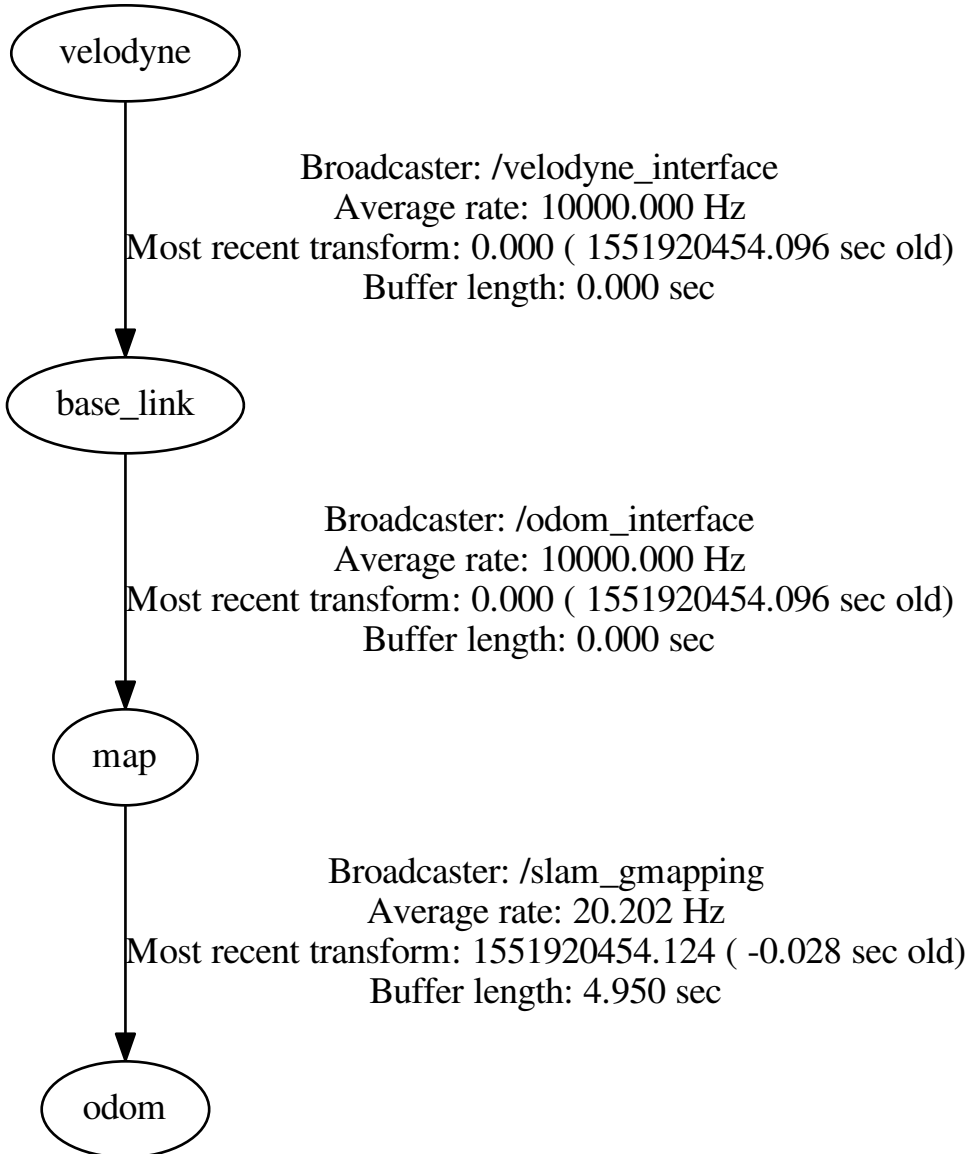 velodyne
Broadcaster: /velodyne_interface
Average rate: 10000.000 Hz
Most recent transform: 0.000 ( 1551920454.096 sec old)
Buffer length: 0.000 sec
base_link
Broadcaster: /odom_interface
Average rate: 10000.000 Hz
Most recent transform: 0.000 ( 1551920454.096 sec old)
Buffer length: 0.000 sec
map
Broadcaster: /slam_gmapping
Average rate: 20.202 Hz
Most recent transform: 1551920454.124 ( -0.028 sec old)
Buffer length: 4.950 sec
odom